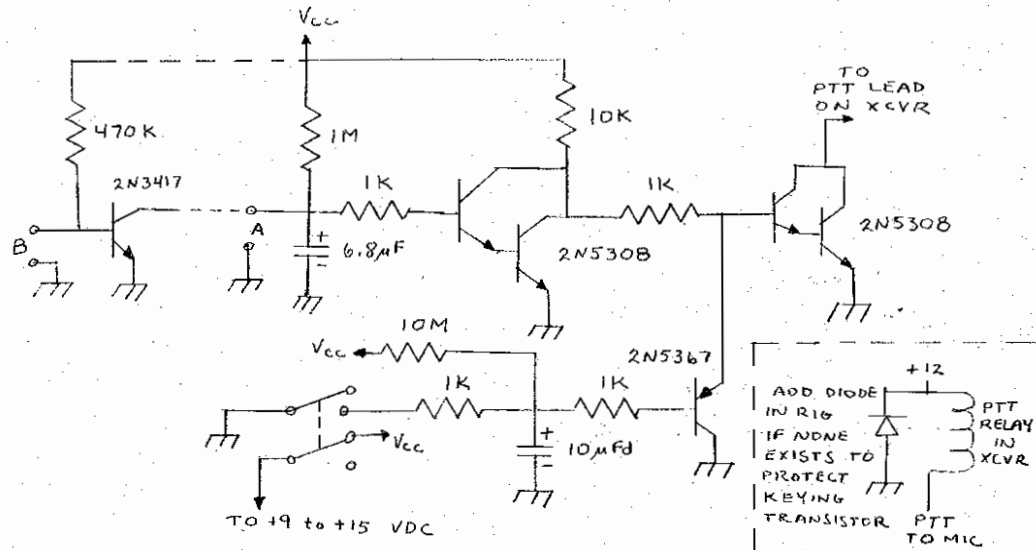 Vcc
TO
PTT LEAD
ON XCVR
470K
1M
10K
2N3417
1K
1K
B
A
+
6.8µF
-
2N5308
2N5308
10M
Vcc
2N5367
1K
1K
Vcc
+
10µFd
-
TO +9 to +15 VDC
+12
ADD DIODE
IN RIG
IF NONE
EXISTS TO
PROTECT
KEYING
TRANSISTOR
PTT
RELAY
IN
XCVR
PTT
TO MIC